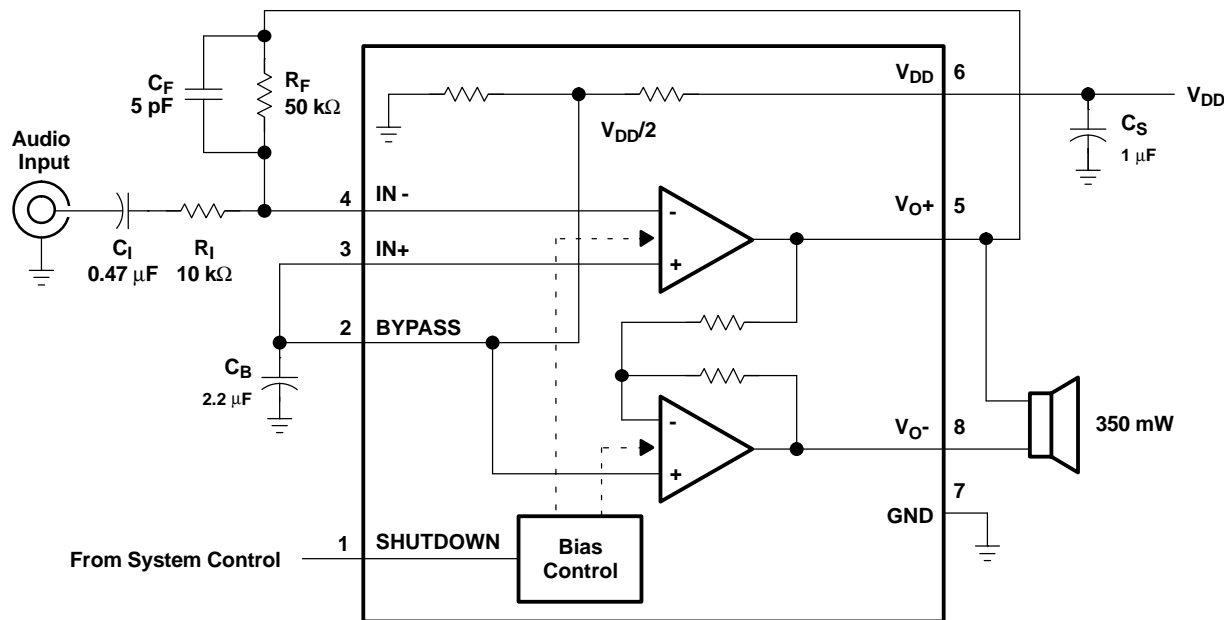 V_DD 6
C_F
5 pF
R_F
50 kΩ
V_DD
V_DD/2
C_S
1 μF
Audio
Input
4 IN -
V_O+ 5
-
+
C_I
0.47 μF
R_I
10 kΩ
3 IN+
2 BYPASS
C_B
2.2 μF
-
+
V_O- 8
350 mW
7
GND
From System Control
1 SHUTDOWN
Bias
Control